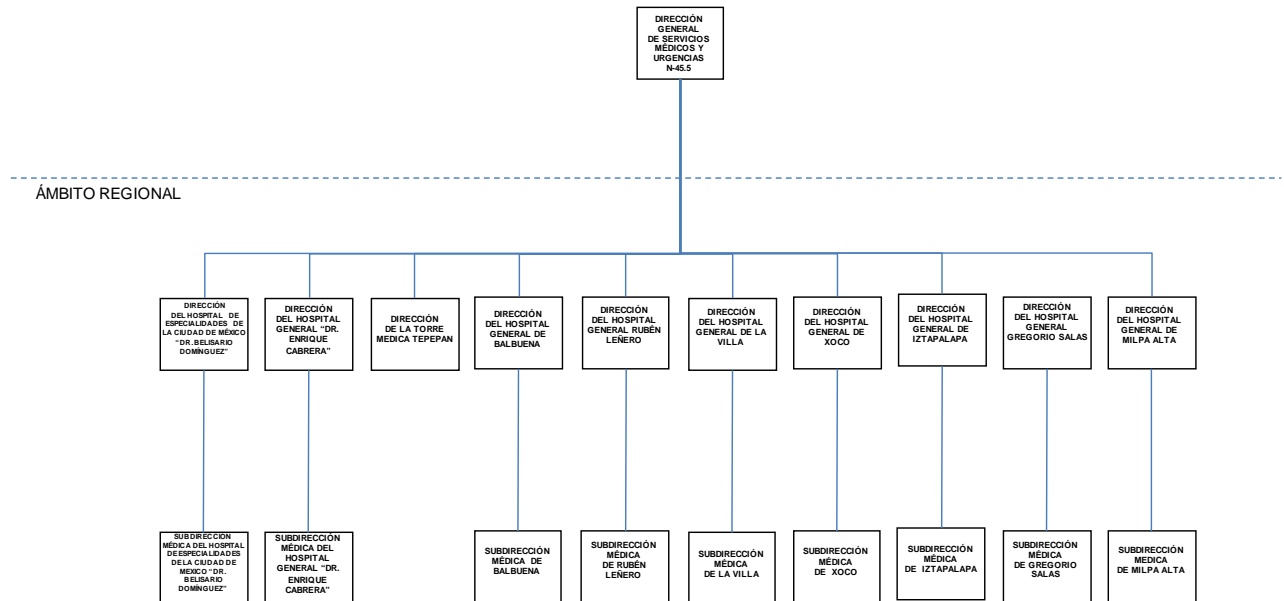 DIRECCIÓN
GENERAL
DE SERVICIOS
MÉDICOS Y
URGENCIAS
N-45.5
ÁMBITO REGIONAL
DIRECCIÓN
DEL HOSPITAL DE
ESPECIALIDADES DE
LA CIUDAD DE MÉXICO
"DR. BELISARIO
DOMÍNGUEZ"
DIRECCIÓN
DEL HOSPITAL
GENERAL "DR.
ENRIQUE
CABRERA"
DIRECCIÓN
DE LA TORRE
MEDICA TEPEPAN
DIRECCIÓN
DEL HOSPITAL
GENERAL DE
BALBUENA
DIRECCIÓN
DEL HOSPITAL
GENERAL RUBÉN
LEÑERO
DIRECCIÓN
DEL HOSPITAL
GENERAL DE LA
VILLA
DIRECCIÓN
DEL HOSPITAL
GENERAL DE
XOCO
DIRECCIÓN
DEL HOSPITAL
GENERAL DE
IZTAPALAPA
DIRECCIÓN
DEL HOSPITAL
GENERAL
GREGORIO SALAS
DIRECCIÓN
DEL HOSPITAL
GENERAL DE
MILPA ALTA
SUBDIRECCION
MÉDICA DEL HOSPITAL
DE ESPECIALIDADES
DE LA CIUDAD DE
MEXICO "DR.
BELISARIO
DOMÍNGUEZ"
SUBDIRECCIÓN
MÉDICA DEL
HOSPITAL
GENERAL "DR.
ENRIQUE
CABRERA"
SUBDIRECCIÓN
MÉDICA DE
BALBUENA
SUBDIRECCIÓN
MÉDICA
DE RUBÉN
LEÑERO
SUBDIRECCIÓN
MÉDICA
DE LA VILLA
SUBDIRECCIÓN
MÉDICA
DE XOCO
SUBDIRECCIÓN
MÉDICA
DE IZTAPALAPA
SUBDIRECCIÓN
MÉDICA
DE GREGORIO
SALAS
SUBDIRECCIÓN
MEDICA
DE MILPA ALTA